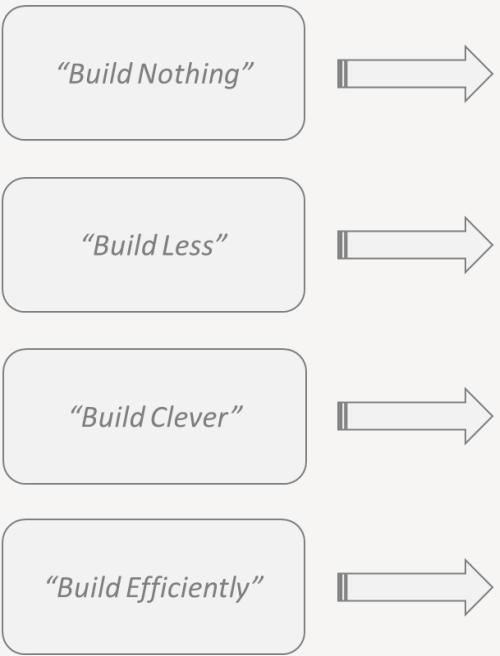 “Build Nothing”
“Build Less”
“Build Clever”
“Build Efficiently”